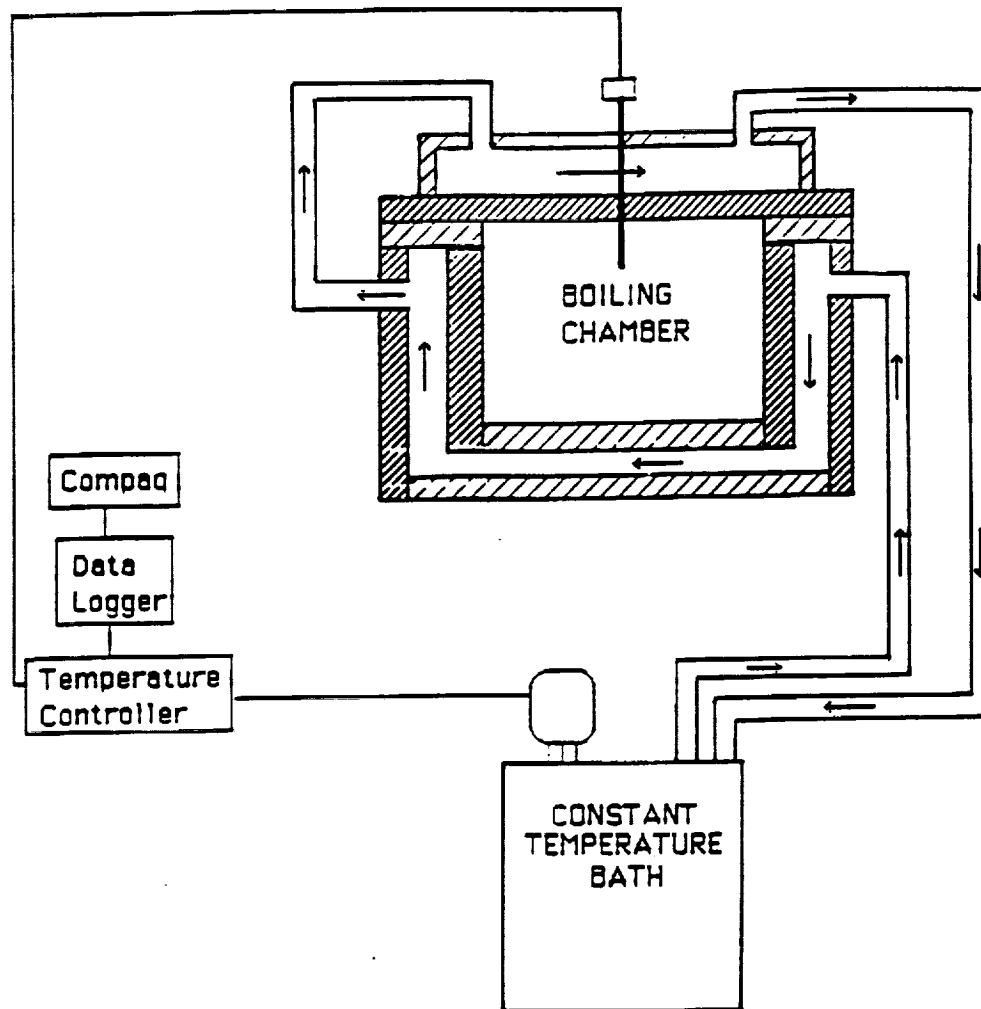 BOILING
CHAMBER
Compaq
Data
Logger
Temperature
Controller
CONSTANT
TEMPERATURE
BATH